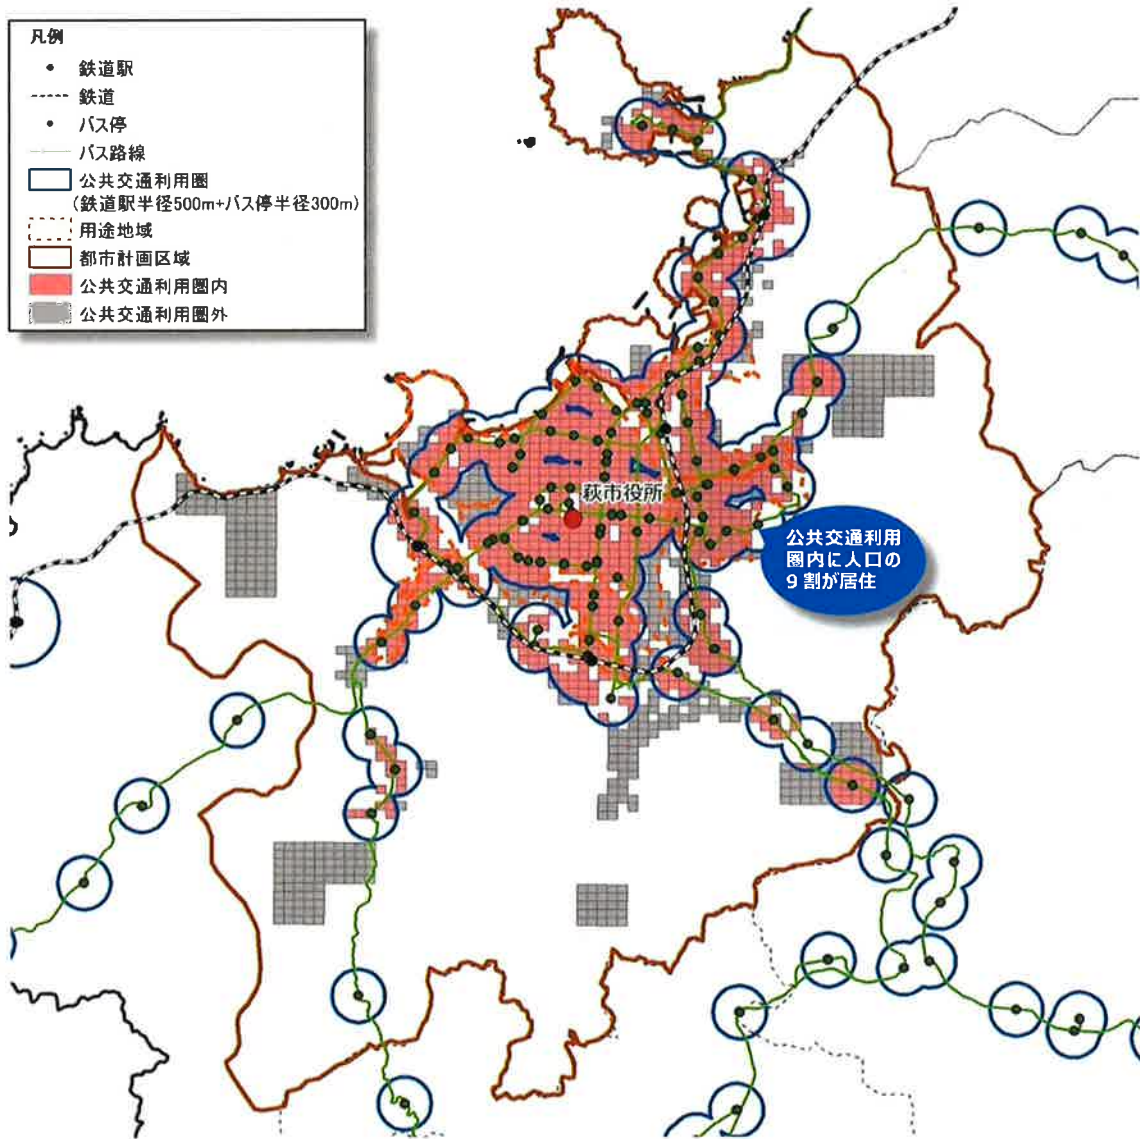 凡例
鉄道駅
鉄道
バス停
バス路線
公共交通利用圏
(鉄道駅半径500m+バス停半径300m)
用途地域
都市計画区域
公共交通利用圏内
公共交通利用圏外
萩市役所
公共交通利用
圏内に人口の
9割が居住